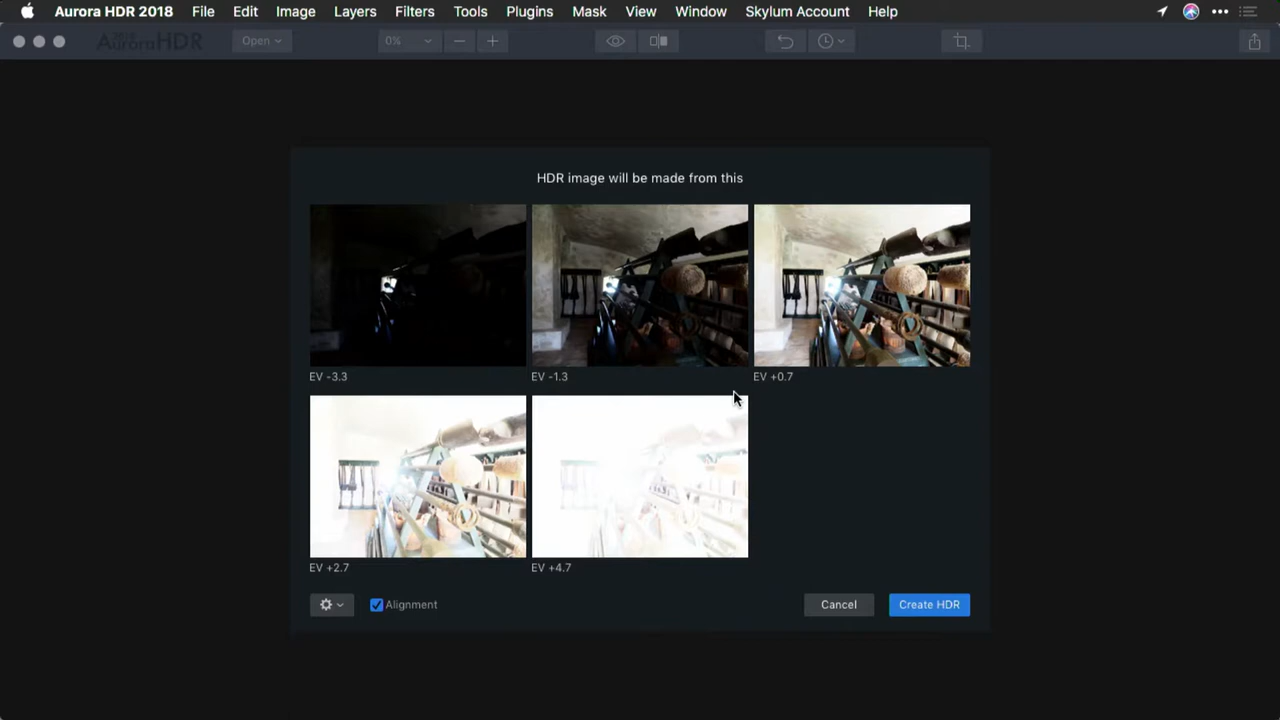 Aurora HDR 2018 File Edit Image Layers Filters Tools Plugins Mask View Window Skylum Account Help
2018
AuroraHDR Open 0%
HDR image will be made from this
EV -3.3 EV -1.3 EV +0.7
EV +2.7 EV +4.7
Alignment Cancel Create HDR